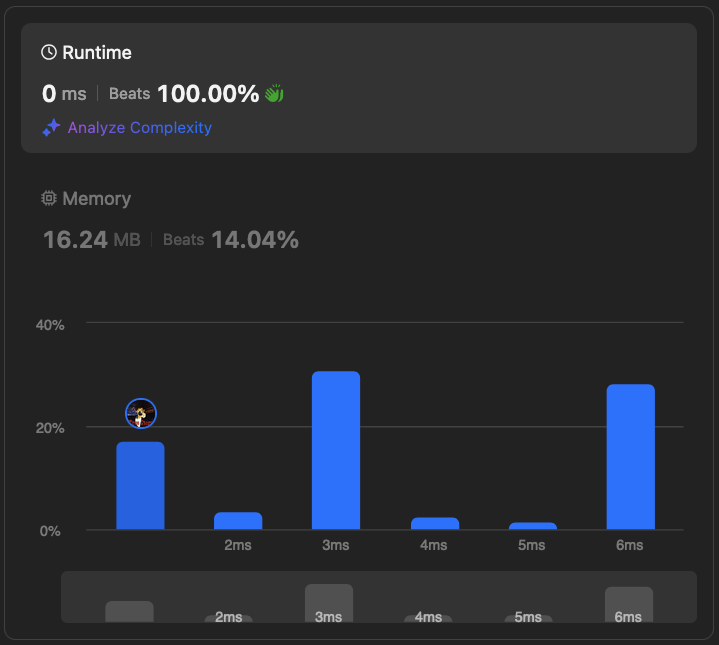 Runtime
0 ms | Beats 100.00%
Analyze Complexity
Memory
16.24 MB | Beats 14.04%
40%
20%
0%
2ms 3ms 4ms 5ms 6ms
2ms 3ms 4ms 5ms 6ms